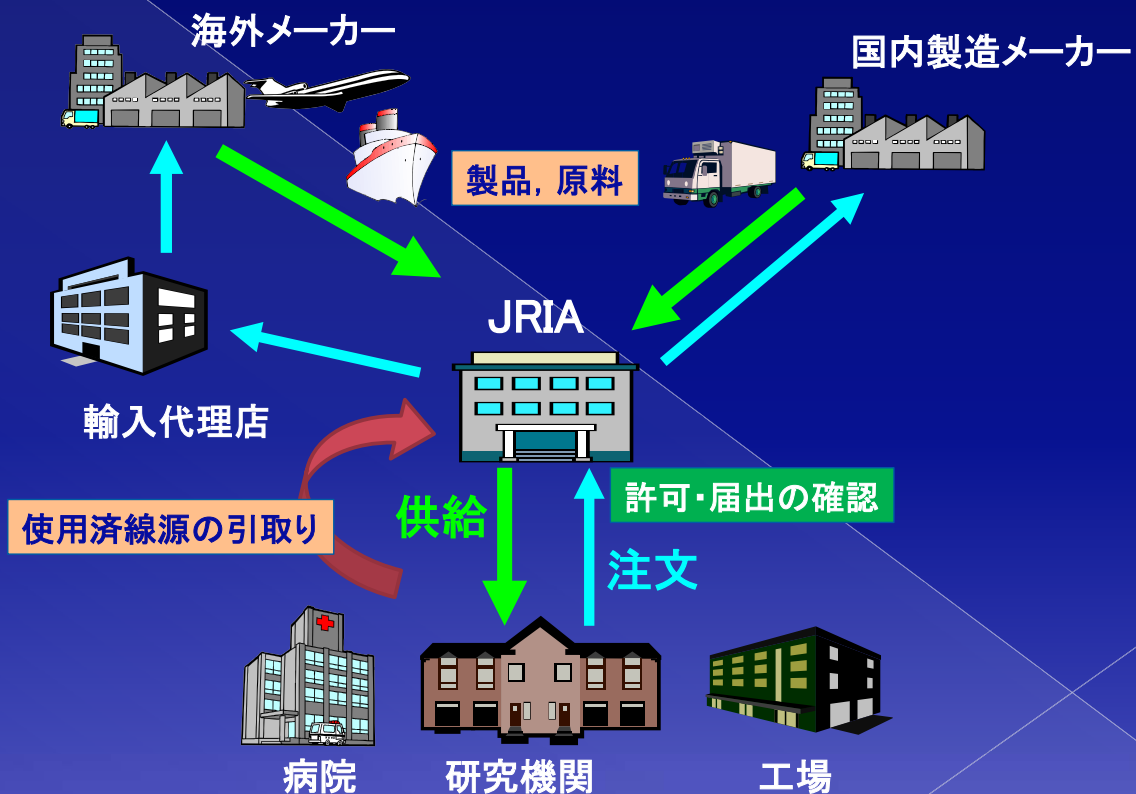 海外メーカー
国内製造メーカー
製品，原料
JRIA
輸入代理店
許可・届出の確認
供給
使用済線源の引取り
注文
病院
研究機関
工場